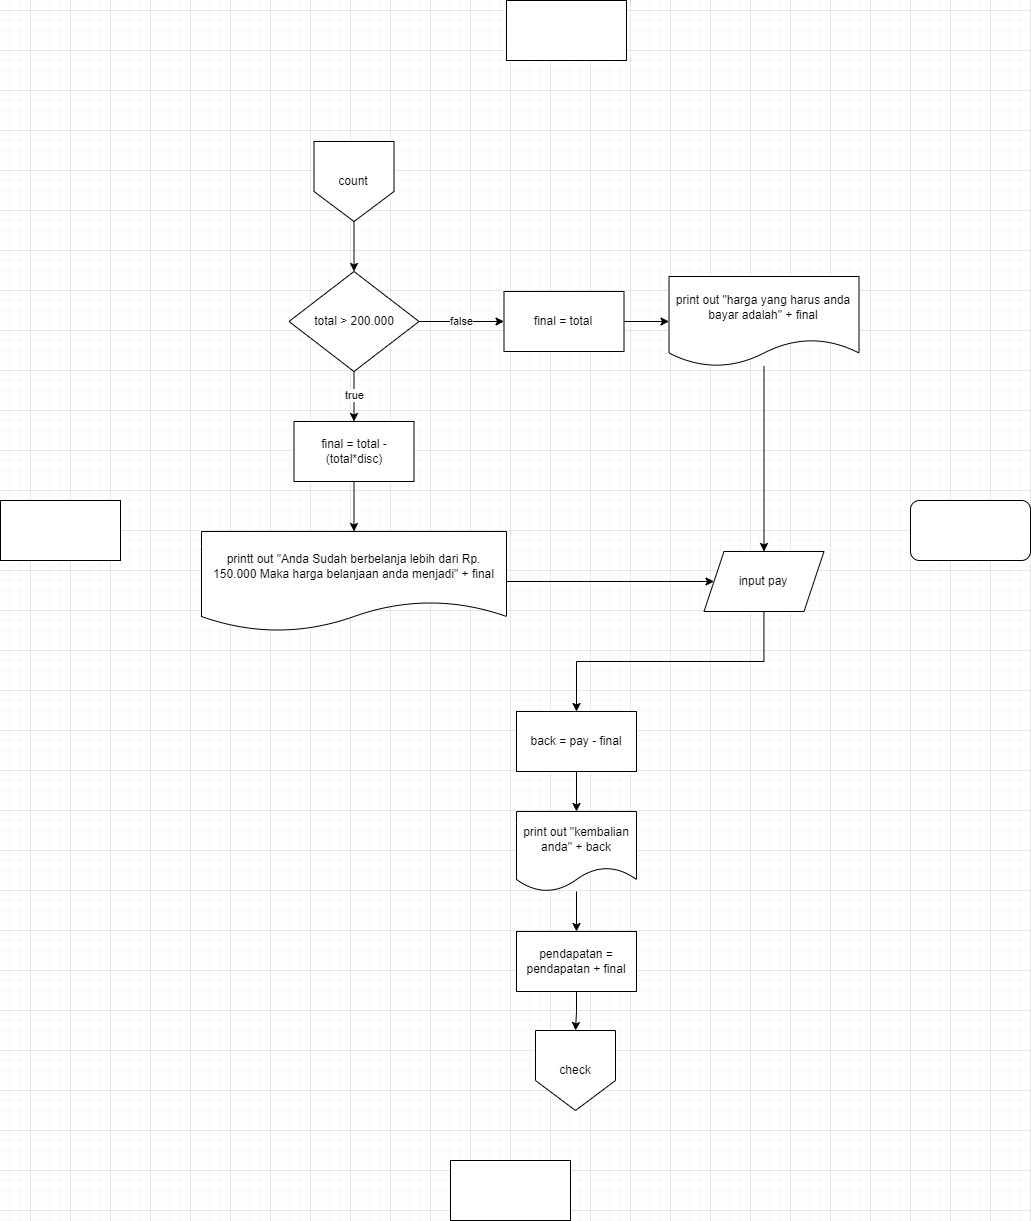 count
total > 200.000
false
final = total
print out "harga yang harus anda
bayar adalah" + final
true
final = total -
(total*disc)
printt out "Anda Sudah berbelanja lebih dari Rp.
150.000 Maka harga belanjaan anda menjadi" + final
input pay
back = pay - final
print out "kembalian
anda" + back
pendapatan =
pendapatan + final
check